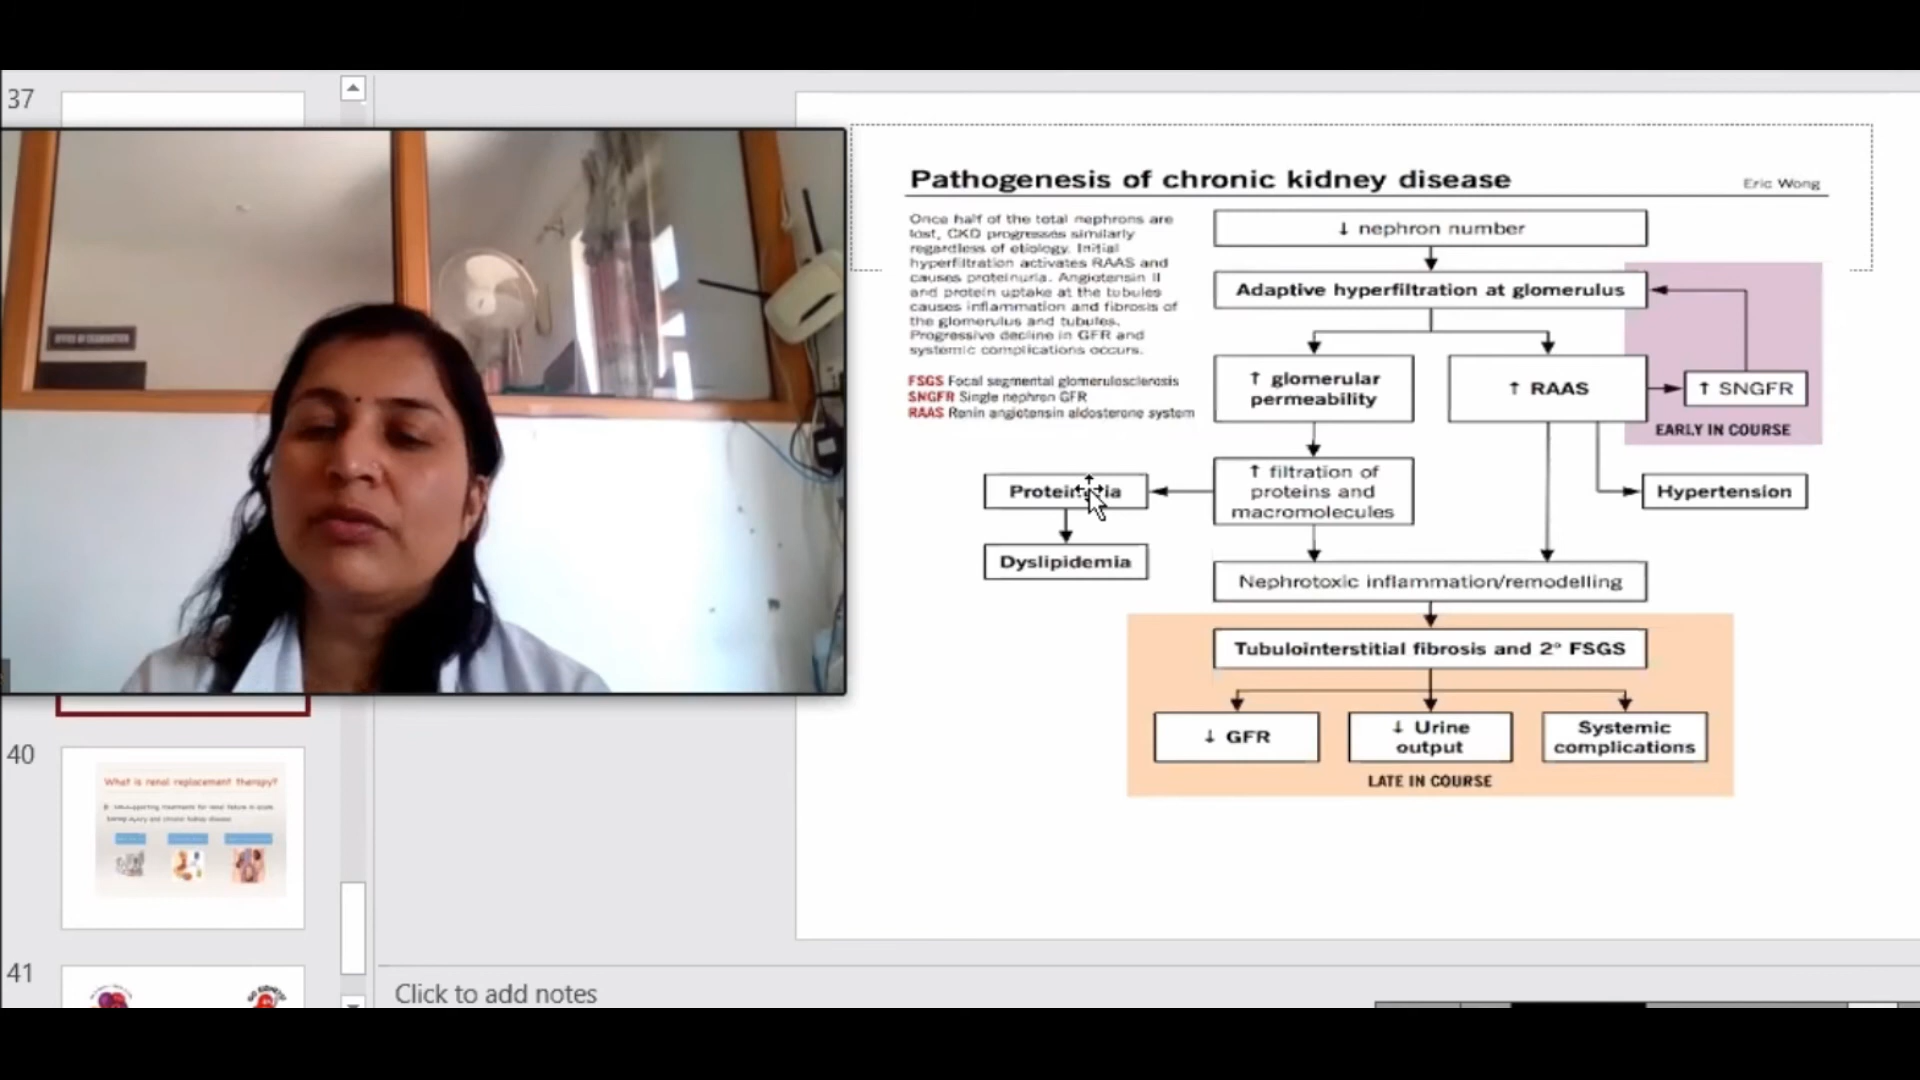 37
OFFICE OF EXAMINATION
40
What is renal replacement therapy?
41
Pathogenesis of chronic kidney disease
Eric Wong
Once half of the total nephrons are
lost, CKD progresses similarly
regardless of etiology. Initial
hyperfiltration activates RAAS and
causes proteinuria. Angiotensin II
and protein uptake at the tubules
causes inflammation and fibrosis of
the glomerulus and tubules.
Progressive decline in GFR and
systemic complications occurs.
FSGS Focal segmental glomerulosclerosis
SNGFR Single nephron GFR
RAAS Renin angiotensin aldosterone system
↓ nephron number
Adaptive hyperfiltration at glomerulus
↑ glomerular
permeability
↑ RAAS
↑ SNGFR
EARLY IN COURSE
Proteinuria
↑ filtration of
proteins and
macromolecules
Hypertension
Dyslipidemia
Nephrotoxic inflammation/remodelling
Tubulointerstitial fibrosis and 2° FSGS
↓ GFR
↓ Urine
output
Systemic
complications
LATE IN COURSE
Click to add notes